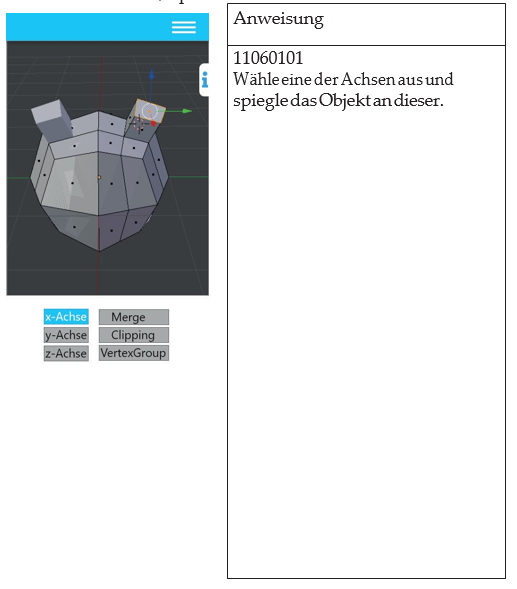 Anweisung
11060101
Wähle eine der Achsen aus und
spiegle das Objekt an dieser.
i
x-Achse
Merge
y-Achse
Clipping
z-Achse
VertexGroup